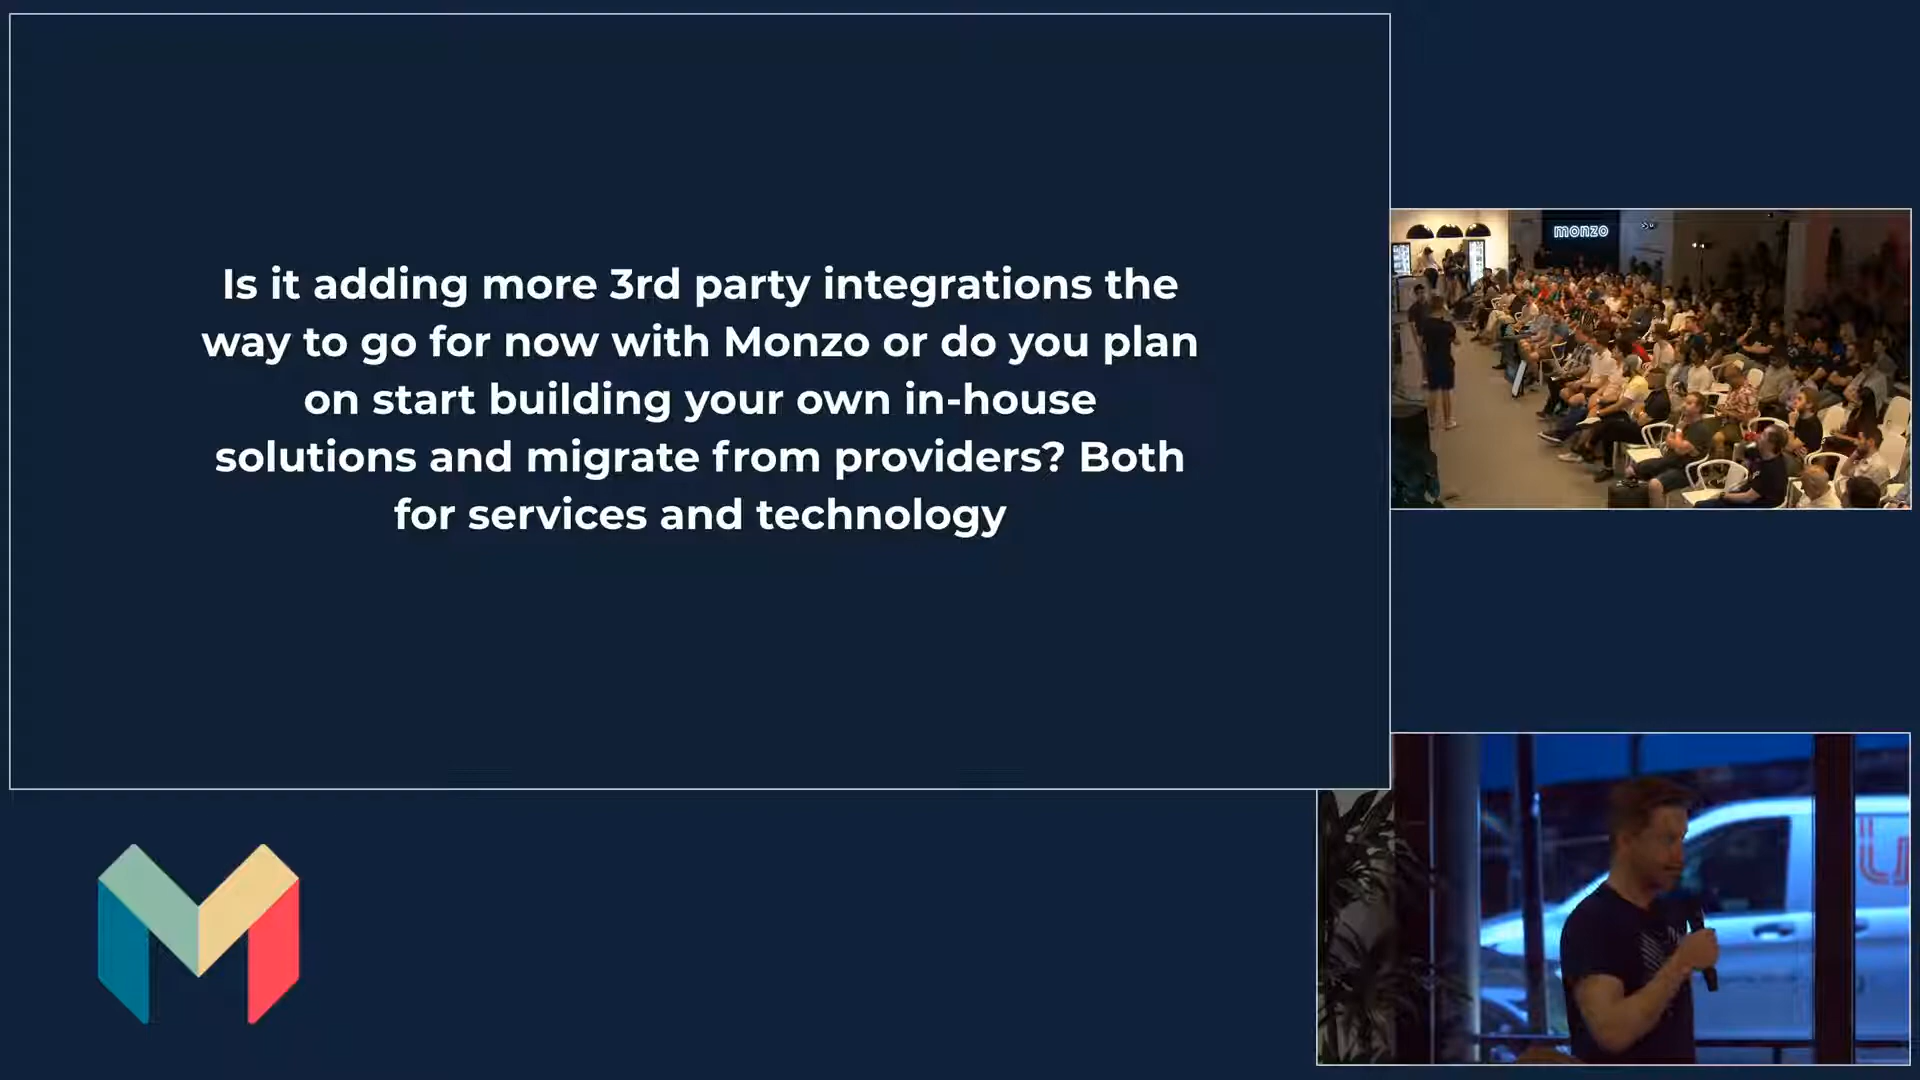 Is it adding more 3rd party integrations the
way to go for now with Monzo or do you plan
on start building your own in-house
solutions and migrate from providers? Both
for services and technology
monzo